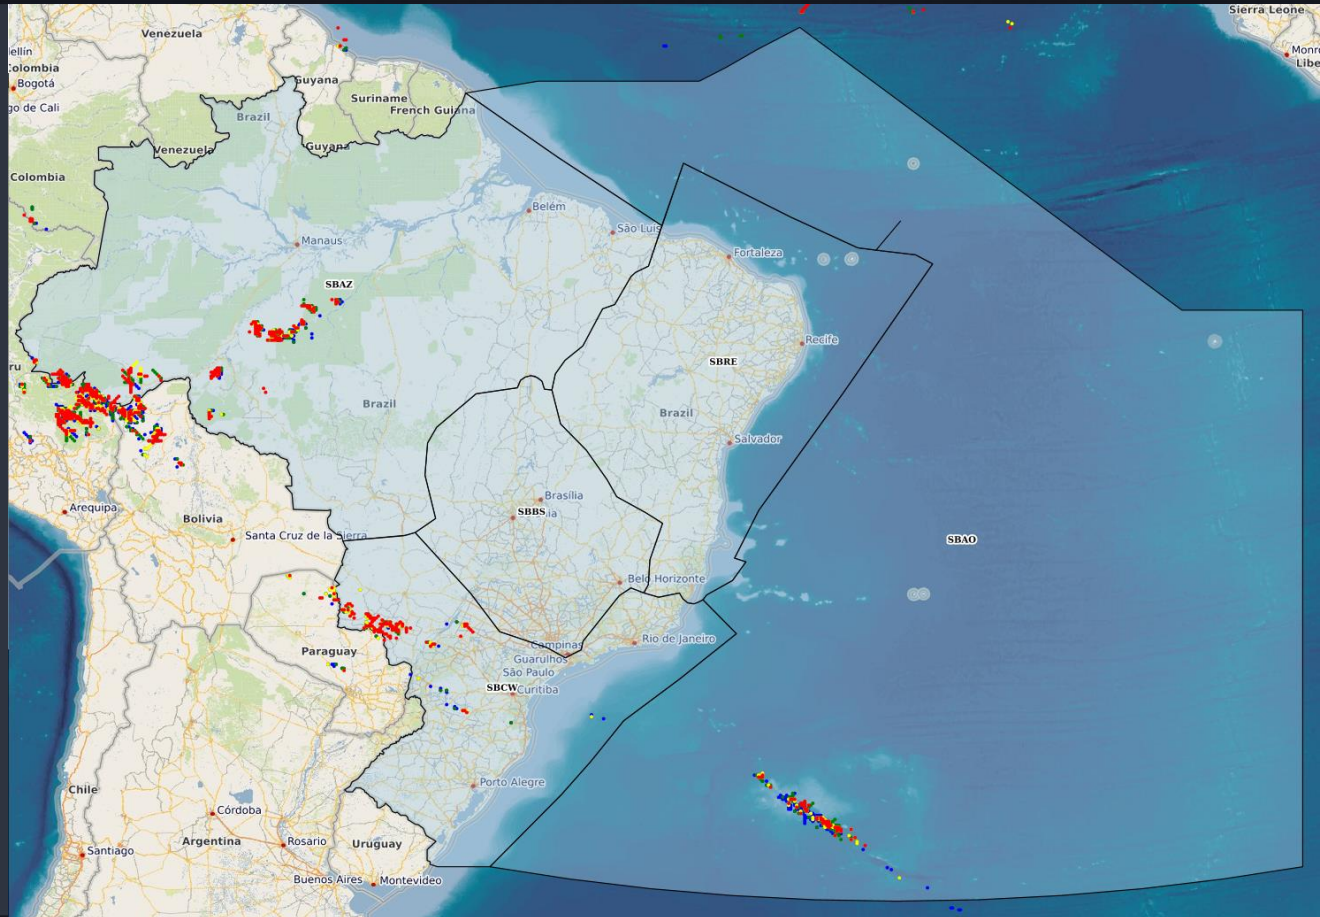 Sierra Leone
Venezuela
ellín
Colombia
Bogotá
go de Cali
Monro
Libe
Guyana
Suriname
French Guiana
Brazil
Venezuela
Guyana
Colombia
Belém
São Luís
Manaus
Fortaleza
SBAZ
Recife
SBRE
ru
Brazil
Brazil
Salvador
Brasília
Arequipa
SBBS
ia
Bolivia
Santa Cruz de la Sierra
SBAO
Belo Horizonte
Rio de Janeiro
Campinas
Paraguay
Guarulhos
São Paulo
SBCW
Curitiba
Porto Alegre
Chile
Córdoba
Argentina
Rosario
Uruguay
Santiago
Buenos Aires
Montevideo